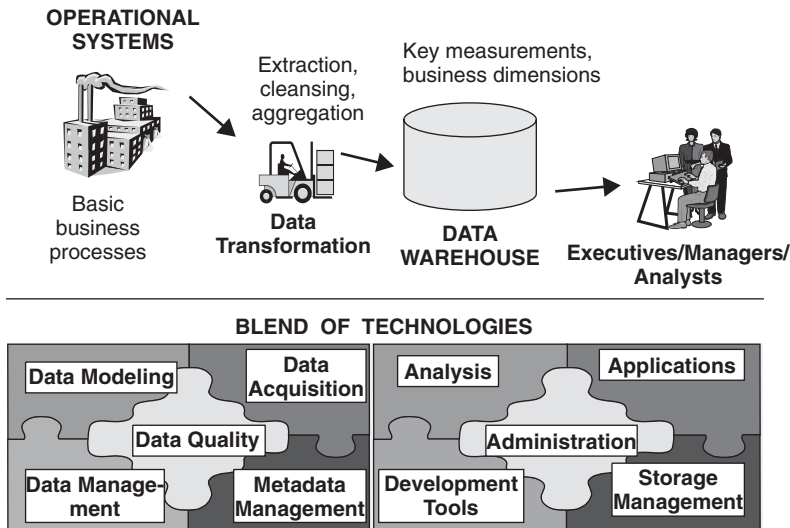 OPERATIONAL
SYSTEMS
Basic
business
processes
Extraction,
cleansing,
aggregation
Data
Transformation
Key measurements,
business dimensions
DATA
WAREHOUSE
Executives/Managers/
Analysts
BLEND OF TECHNOLOGIES
Data Modeling
Data
Acquisition
Data Quality
Data Manage-
ment
Metadata
Management
Analysis
Applications
Administration
Development
Tools
Storage
Management